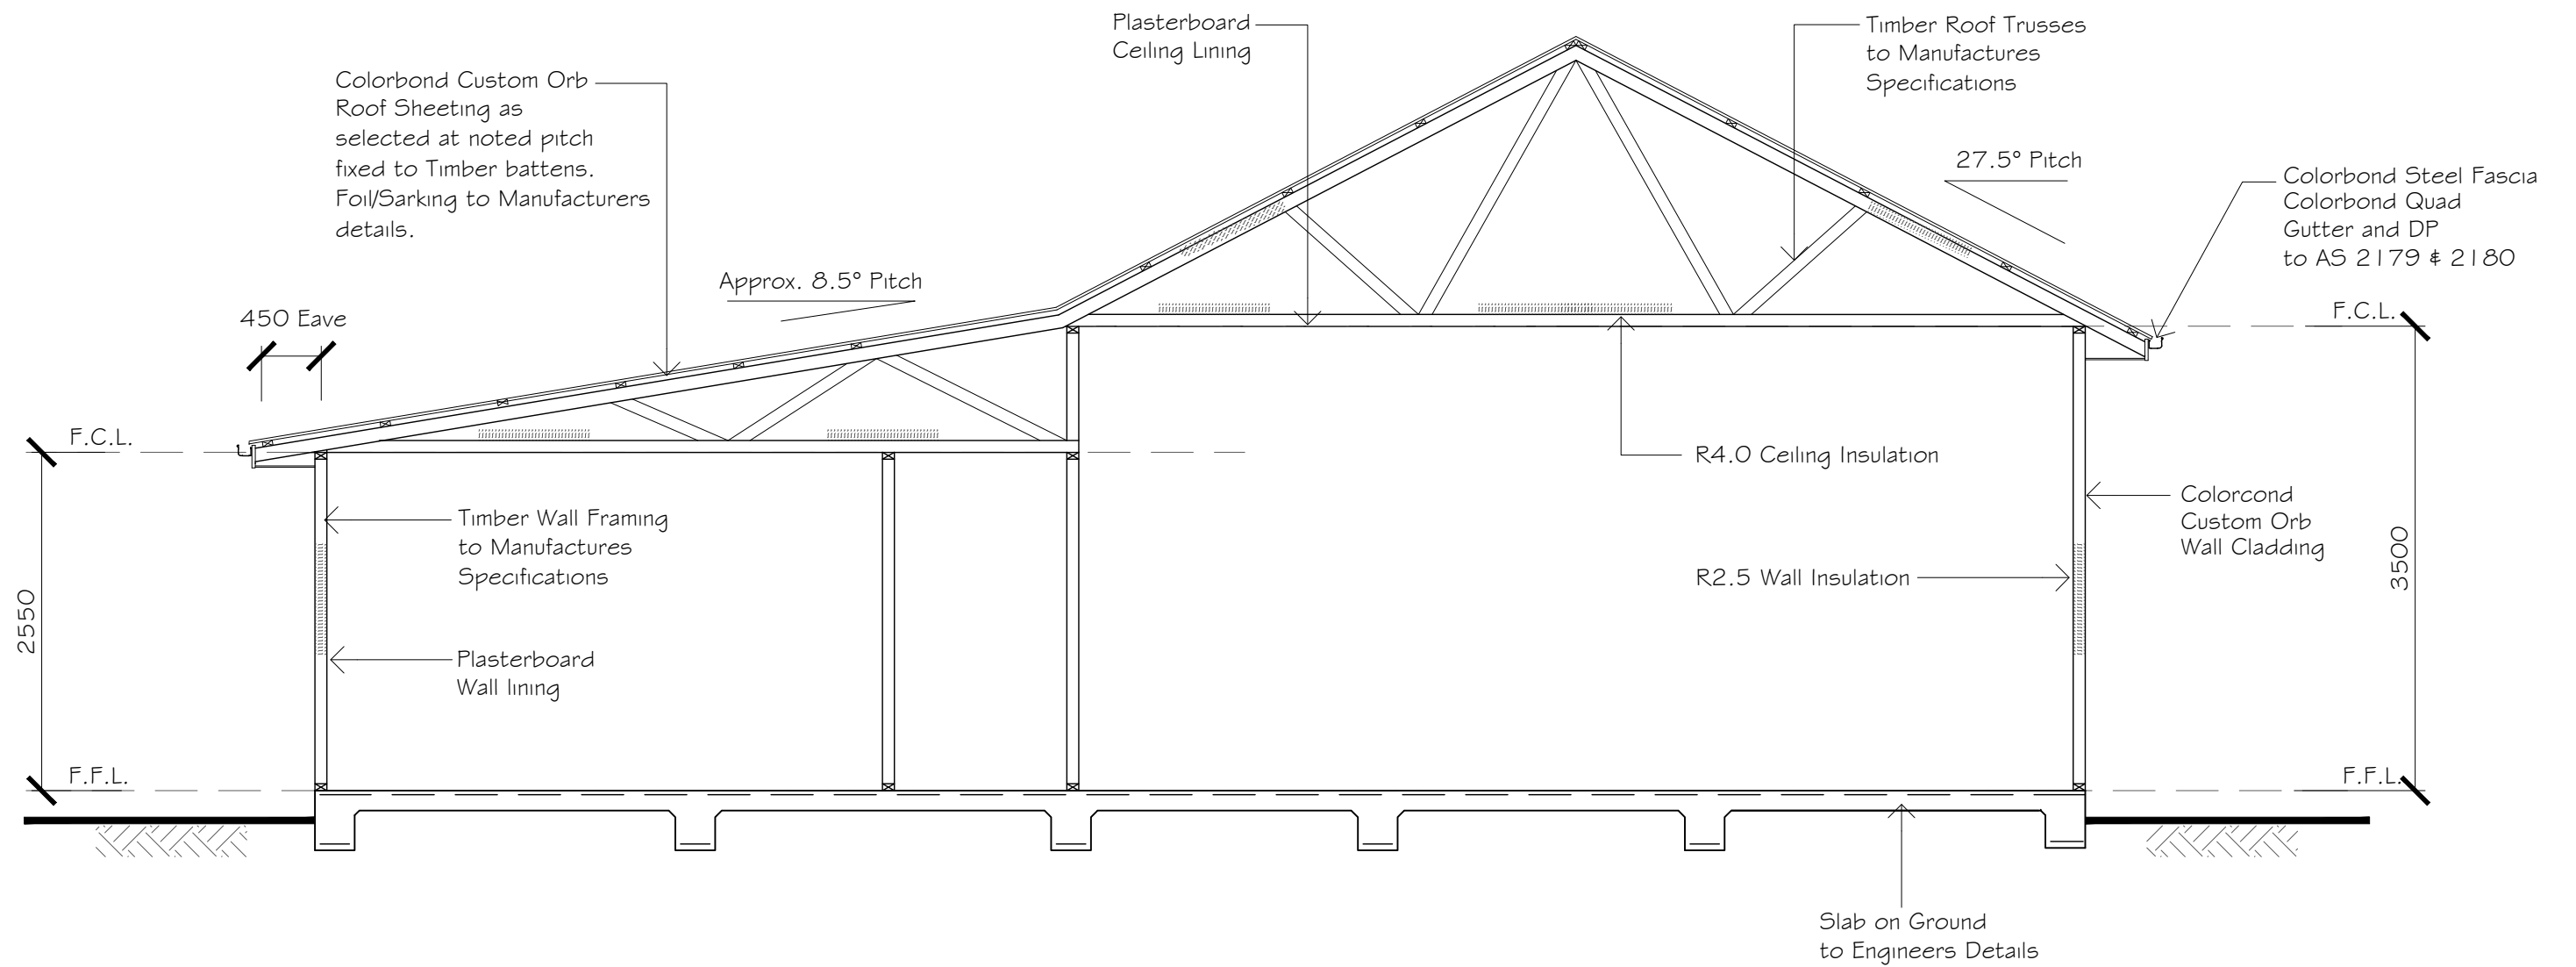 Plasterboard
Ceiling Lining
Timber Roof Trusses
to Manufactures
Specifications
Colorbond Custom Orb
Roof Sheeting as
selected at noted pitch
fixed to Timber battens.
Foil/Sarking to Manufacturers
details.
27.5° Pitch
Colorbond Steel Fascia
Colorbond Quad
Gutter and DP
to AS 2179 & 2180
Approx. 8.5° Pitch
450 Eave
F.C.L.
F.C.L.
R4.0 Ceiling Insulation
Colorcond
Custom Orb
Wall Cladding
Timber Wall Framing
to Manufactures
Specifications
R2.5 Wall Insulation
3500
2550
Plasterboard
Wall lining
F.F.L.
F.F.L.
Slab on Ground
to Engineers Details